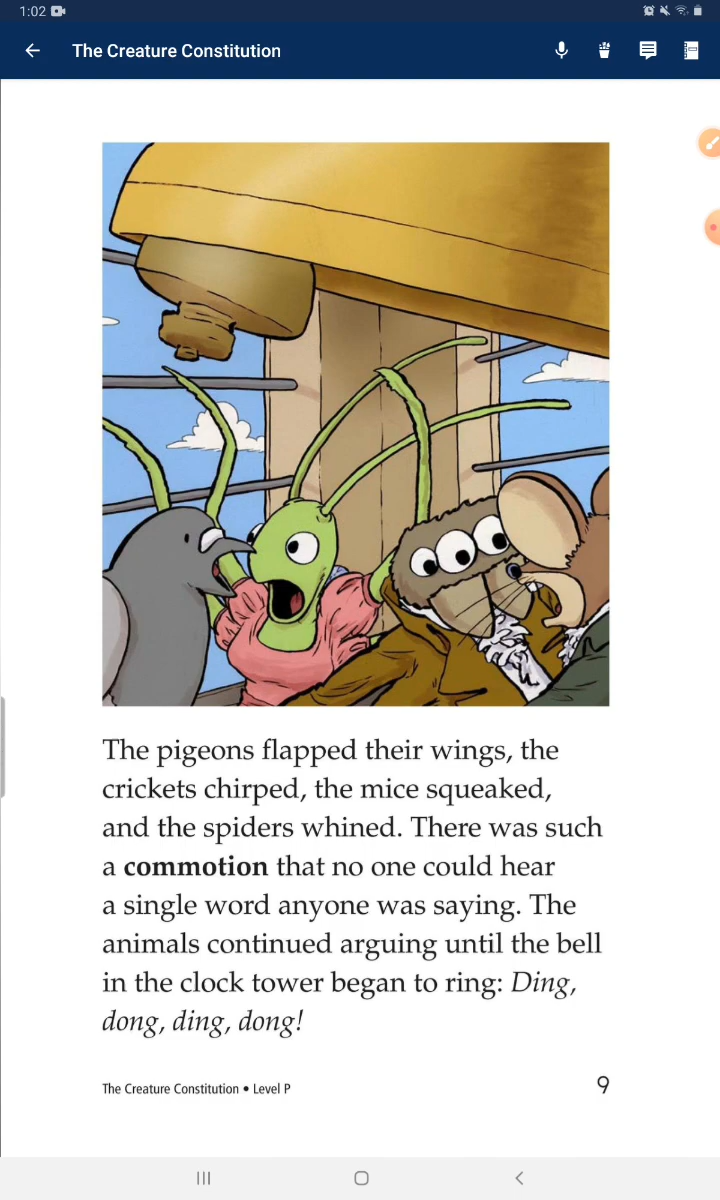 1:02
The Creature Constitution
The pigeons flapped their wings, the
crickets chirped, the mice squeaked,
and the spiders whined. There was such
a commotion that no one could hear
a single word anyone was saying. The
animals continued arguing until the bell
in the clock tower began to ring: Ding,
dong, ding, dong!
The Creature Constitution • Level P
9